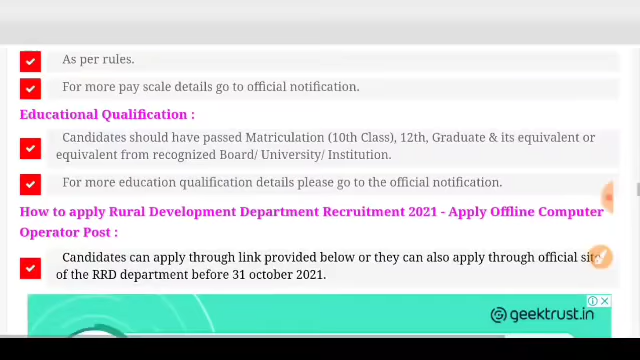 As per rules.
For more pay scale details go to official notification.
Educational Qualification :
Candidates should have passed Matriculation (10th Class), 12th, Graduate & its equivalent or
equivalent from recognized Board/ University/ Institution.
For more education qualification details please go to the official notification.
How to apply Rural Development Department Recruitment 2021 - Apply Offline Computer
Operator Post :
Candidates can apply through link provided below or they can also apply through official site
of the RRD department before 31 october 2021.
geektrust.in